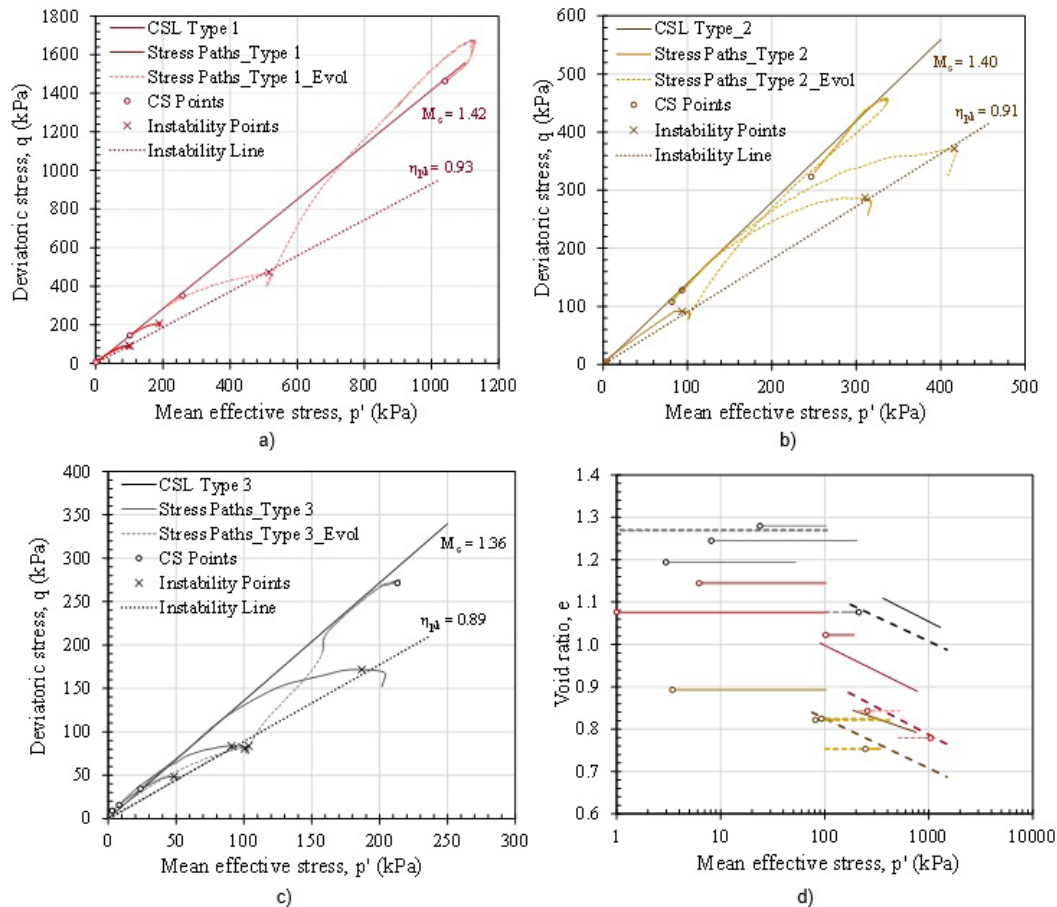 1800
1600
1400
1200
1000
800
600
400
200
0
Deviatoric stress, q (kPa)
CSL Type 1
Stress Paths_Type 1
Stress Paths_Type 1_Evol
CS Points
Instability Points
Instability Line
M_c = 1.42
η_pl = 0.93
0 200 400 600 800 1000 1200
Mean effective stress, p' (kPa)
a)
600
500
400
300
200
100
0
Deviatoric stress, q (kPa)
CSL Type_2
Stress Paths_Type 2
Stress Paths_Type 2_Evol
CS Points
Instability Points
Instability Line
M_c = 1.40
η_pl = 0.91
0 100 200 300 400 500
Mean effective stress, p' (kPa)
b)
400
350
300
250
200
150
100
50
0
Deviatoric stress, q (kPa)
CSL Type 3
Stress Paths_Type 3
Stress Paths_Type 3_Evol
CS Points
Instability Points
Instability Line
M_c = 1.36
η_pl = 0.89
0 50 100 150 200 250 300
Mean effective stress, p' (kPa)
c)
1.4
1.3
1.2
1.1
1.0
0.9
0.8
0.7
0.6
Void ratio, e
1 10 100 1000 10000
Mean effective stress, p' (kPa)
d)